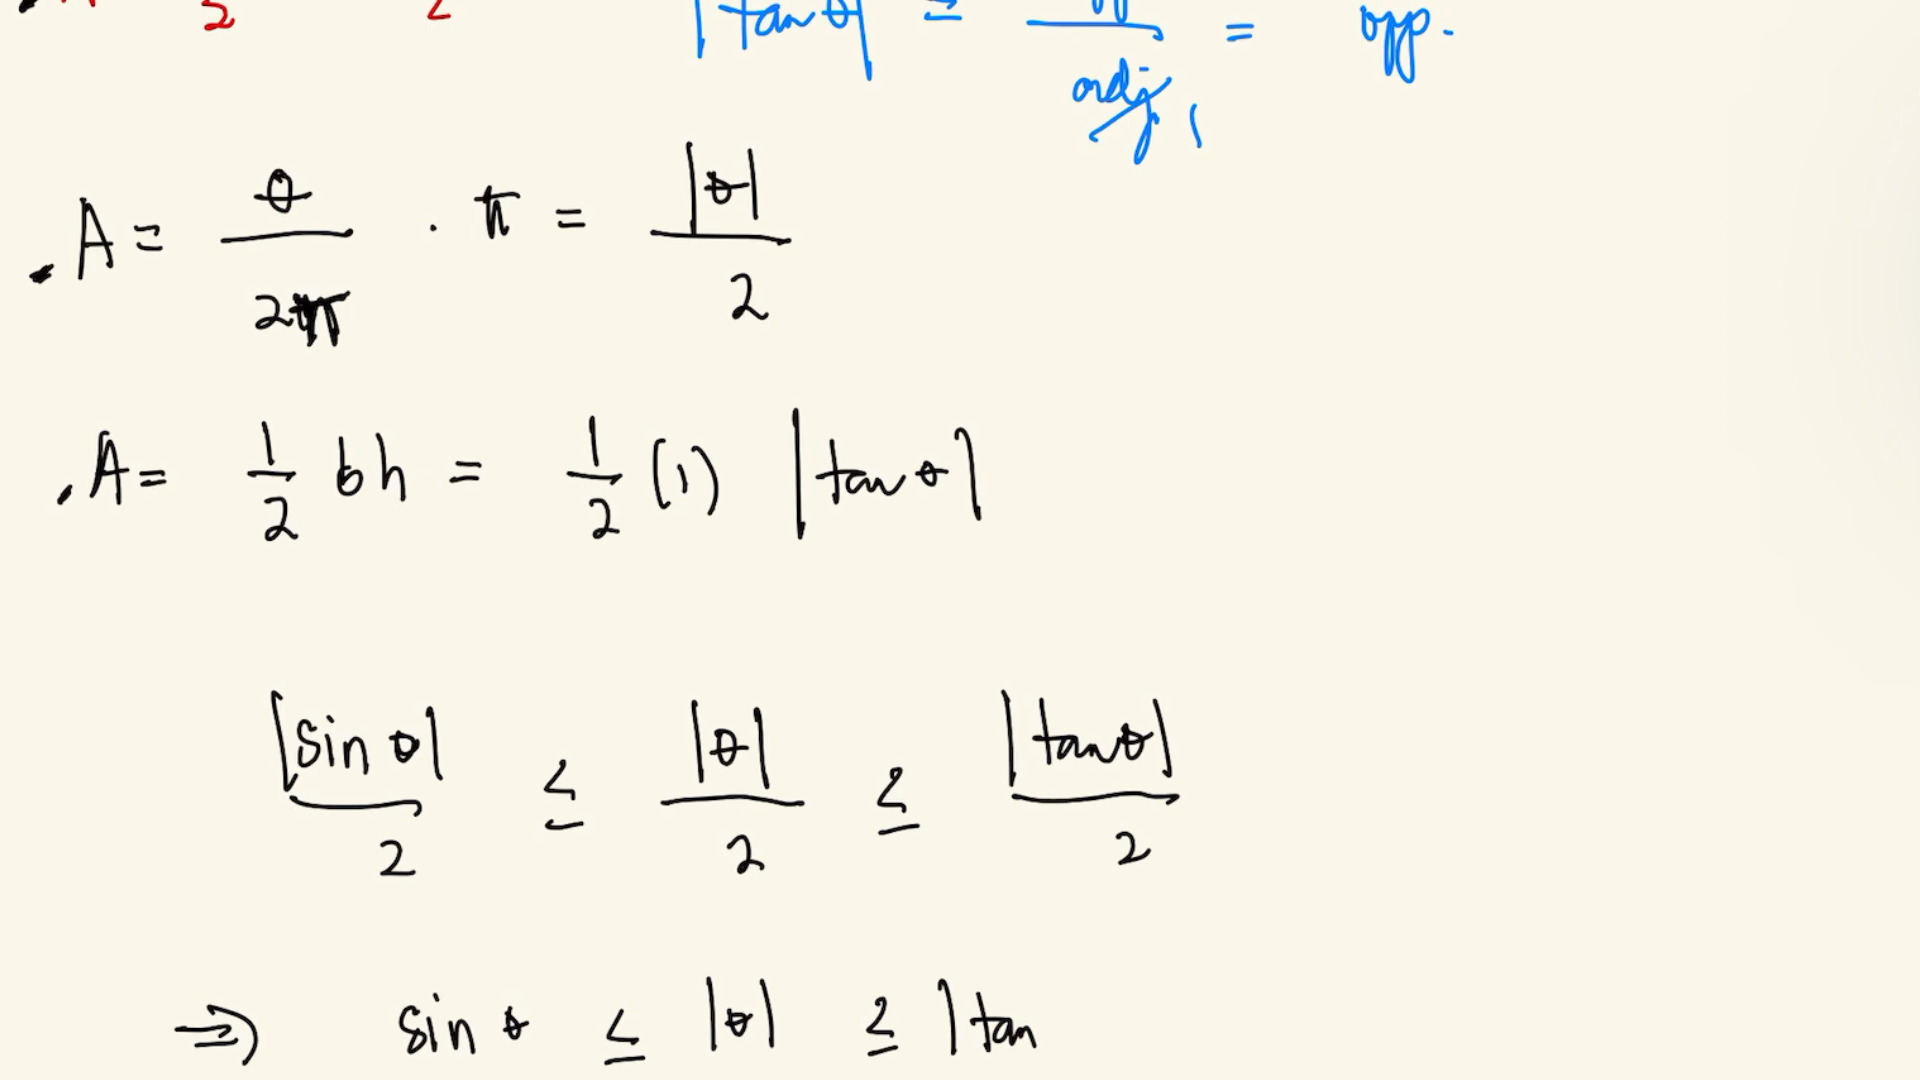 |tan θ| = opp/adj. 1 = opp.
A = θ/2π · π = |θ|/2
A = 1/2 bh = 1/2 (1) |tan θ|
|sin θ|/2 ≤ |θ|/2 ≤ |tan θ|/2
⇒ sin θ ≤ |θ| ≤ |tan